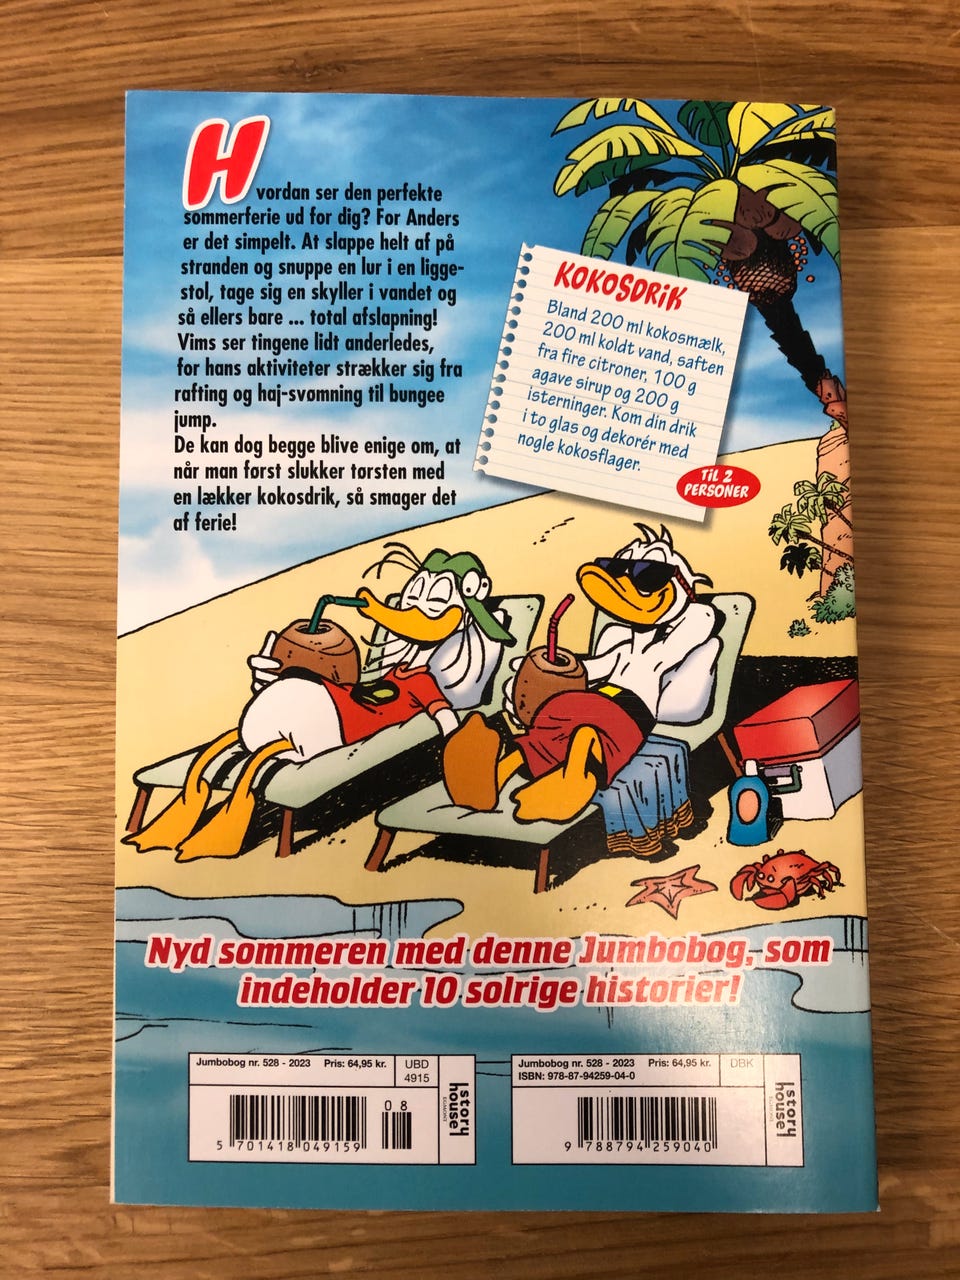 Hvordan ser den perfekte
sommerferie ud for dig? For Anders
er det simpelt. At slappe helt af på
stranden og snuppe en lur i en ligge-
stol, tage sig en skyller i vandet og
så ellers bare ... total afslapning!
Vims ser tingene lidt anderledes,
for hans aktiviteter strækker sig fra
rafting og haj-svømning til bungee
jump.
De kan dog begge blive enige om, at
når man først slukker tørsten med
en lækker kokosdrik, så smager det
af ferie!
KOKOSDRIK
Bland 200 ml kokosmælk,
200 ml koldt vand, saften
fra fire citroner, 100 g
agave sirup og 200 g
isterninger. Kom din drik
i to glas og dekorér med
nogle kokosflager.
TIL 2
PERSONER
Nyd sommeren med denne Jumbobog, som
indeholder 10 solrige historier!
Jumbobog nr. 528 - 2023 Pris: 64,95 kr.
UBD
4915
08
5 701418 049159
story
house
EGMONT
Jumbobog nr. 528 - 2023 Pris: 64,95 kr.
ISBN: 978-87-94259-04-0
DBK
9 788794 259040
story
house
EGMONT